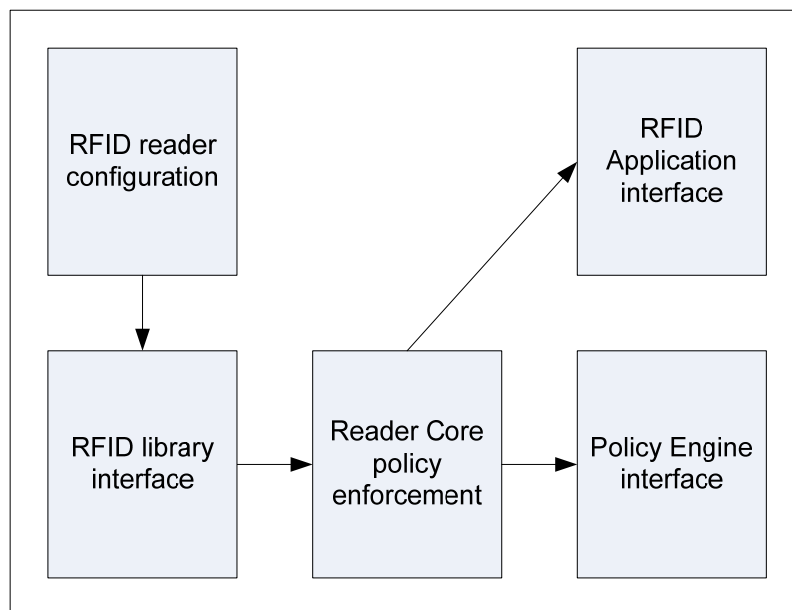 RFID reader
configuration
RFID
Application
interface
RFID library
interface
Reader Core
policy
enforcement
Policy Engine
interface